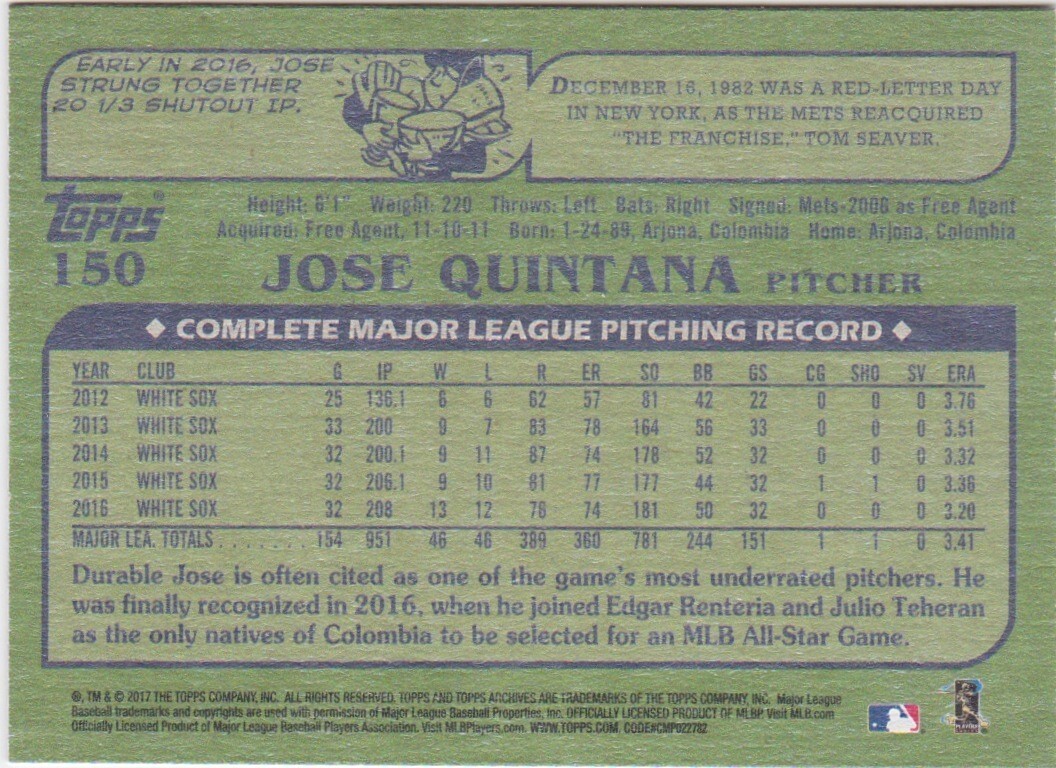 EARLY IN 2016, JOSE
STRUNG TOGETHER
20 1/3 SHUTOUT IP.
DECEMBER 16, 1982 WAS A RED-LETTER DAY
IN NEW YORK, AS THE METS REACQUIRED
"THE FRANCHISE," TOM SEAVER.
TOPPS®
150
Height: 6'1" Weight: 220 Throws: Left Bats: Right Signed: Mets-2006 as Free Agent
Acquired: Free Agent, 11-10-11 Born: 1-24-89, Arjona, Colombia Home: Arjona, Colombia
JOSE QUINTANA PITCHER
◆ COMPLETE MAJOR LEAGUE PITCHING RECORD ◆
YEAR CLUB G IP W L R ER SO BB GS CG SHO SV ERA
2012 WHITE SOX 25 136.1 6 6 62 57 81 42 22 0 0 0 3.76
2013 WHITE SOX 33 200 9 7 83 78 164 56 33 0 0 0 3.51
2014 WHITE SOX 32 200.1 9 11 87 74 178 52 32 0 0 0 3.32
2015 WHITE SOX 32 206.1 9 10 81 77 177 44 32 1 1 0 3.36
2016 WHITE SOX 32 208 13 12 76 74 181 50 32 0 0 0 3.20
MAJOR LEA. TOTALS . . . . . . . 154 951 46 46 389 360 781 244 151 1 1 0 3.41
Durable Jose is often cited as one of the game's most underrated pitchers. He
was finally recognized in 2016, when he joined Edgar Renteria and Julio Teheran
as the only natives of Colombia to be selected for an MLB All-Star Game.
®, TM & © 2017 THE TOPPS COMPANY, INC. ALL RIGHTS RESERVED. TOPPS AND TOPPS ARCHIVES ARE TRADEMARKS OF THE TOPPS COMPANY, INC. Major League
Baseball trademarks and copyrights are used with permission of Major League Baseball Properties, Inc. OFFICIALLY LICENSED PRODUCT OF MLBP Visit MLB.com
Officially Licensed Product of Major League Baseball Players Association. Visit MLBPlayers.com. WWW.TOPPS.COM. CODE#CMP022782
PLAYERS